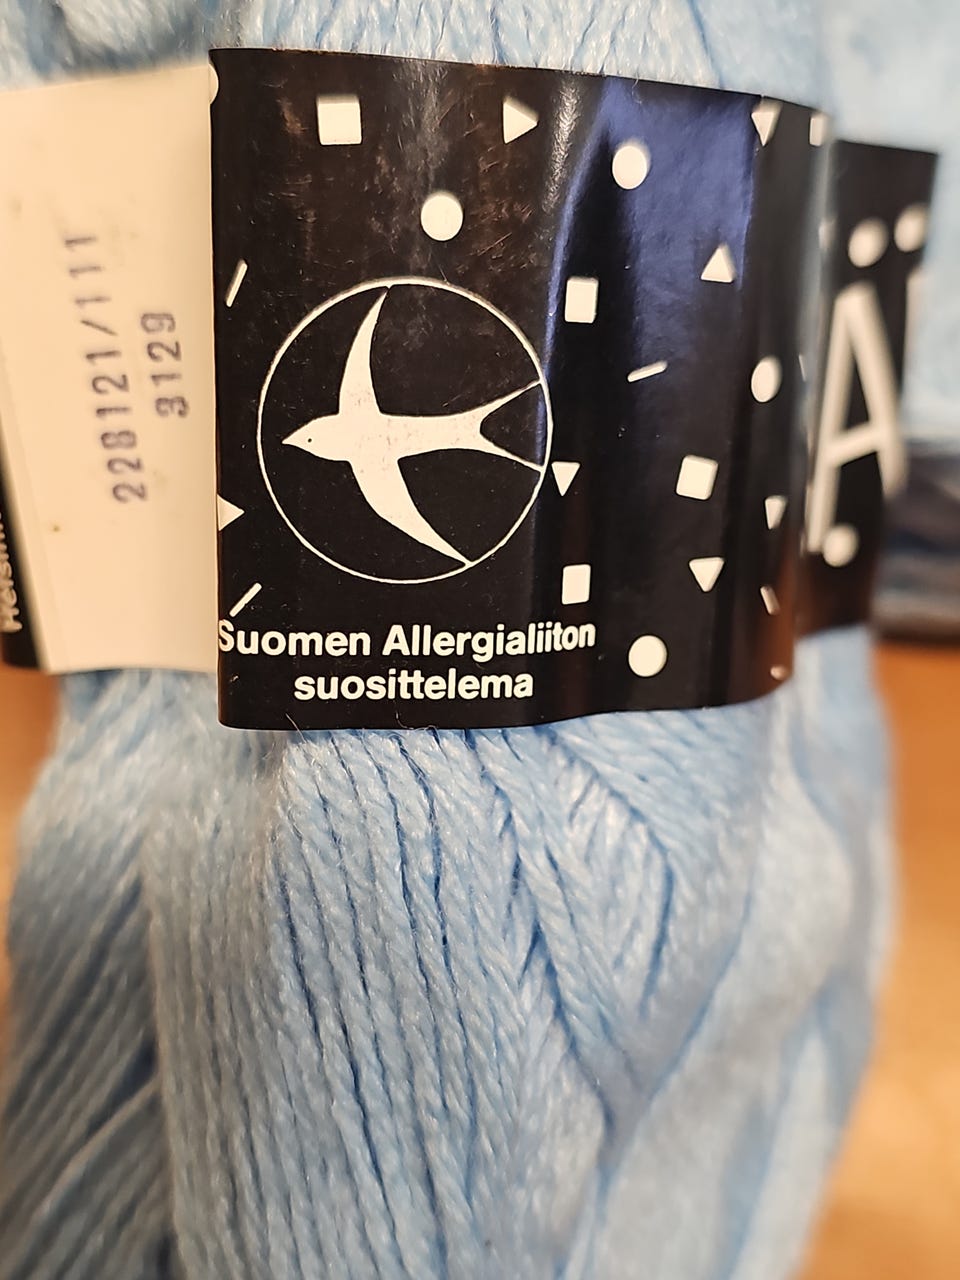 228121/111
3129
Suomen Allergialiiton
suosittelema
Ä